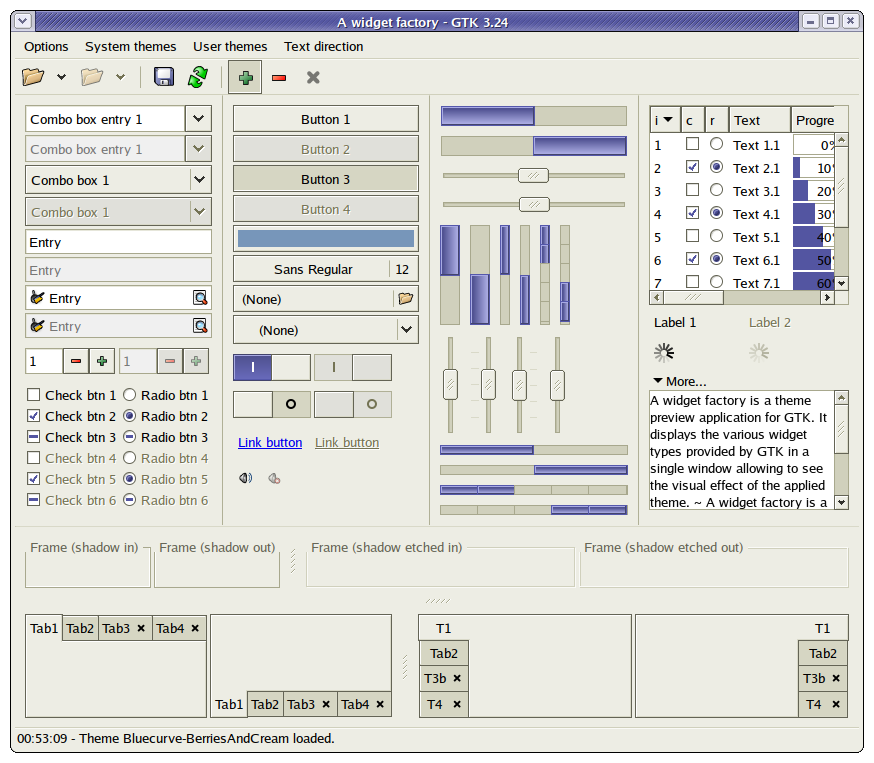 A widget factory - GTK 3.24
Options System themes User themes Text direction
Combo box entry 1
Combo box entry 1
Combo box 1
Combo box 1
Entry
Entry
Entry
Entry
1 1
Check btn 1 Radio btn 1
Check btn 2 Radio btn 2
Check btn 3 Radio btn 3
Check btn 4 Radio btn 4
Check btn 5 Radio btn 5
Check btn 6 Radio btn 6
Button 1
Button 2
Button 3
Button 4
Sans Regular 12
(None)
(None)
Link button Link button
i c r Text Progre
1 Text 1.1 0%
2 Text 2.1 10%
3 Text 3.1 20%
4 Text 4.1 30%
5 Text 5.1 40%
6 Text 6.1 50%
7 Text 7.1 60%
Label 1 Label 2
More...
A widget factory is a theme
preview application for GTK. It
displays the various widget
types provided by GTK in a
single window allowing to see
the visual effect of the applied
theme. ~ A widget factory is a
Frame (shadow in) Frame (shadow out) Frame (shadow etched in) Frame (shadow etched out)
Tab1 Tab2 Tab3 Tab4
Tab1 Tab2 Tab3 Tab4
T1
Tab2
T3b
T4
T1
Tab2
T3b
T4
00:53:09 - Theme Bluecurve-BerriesAndCream loaded.